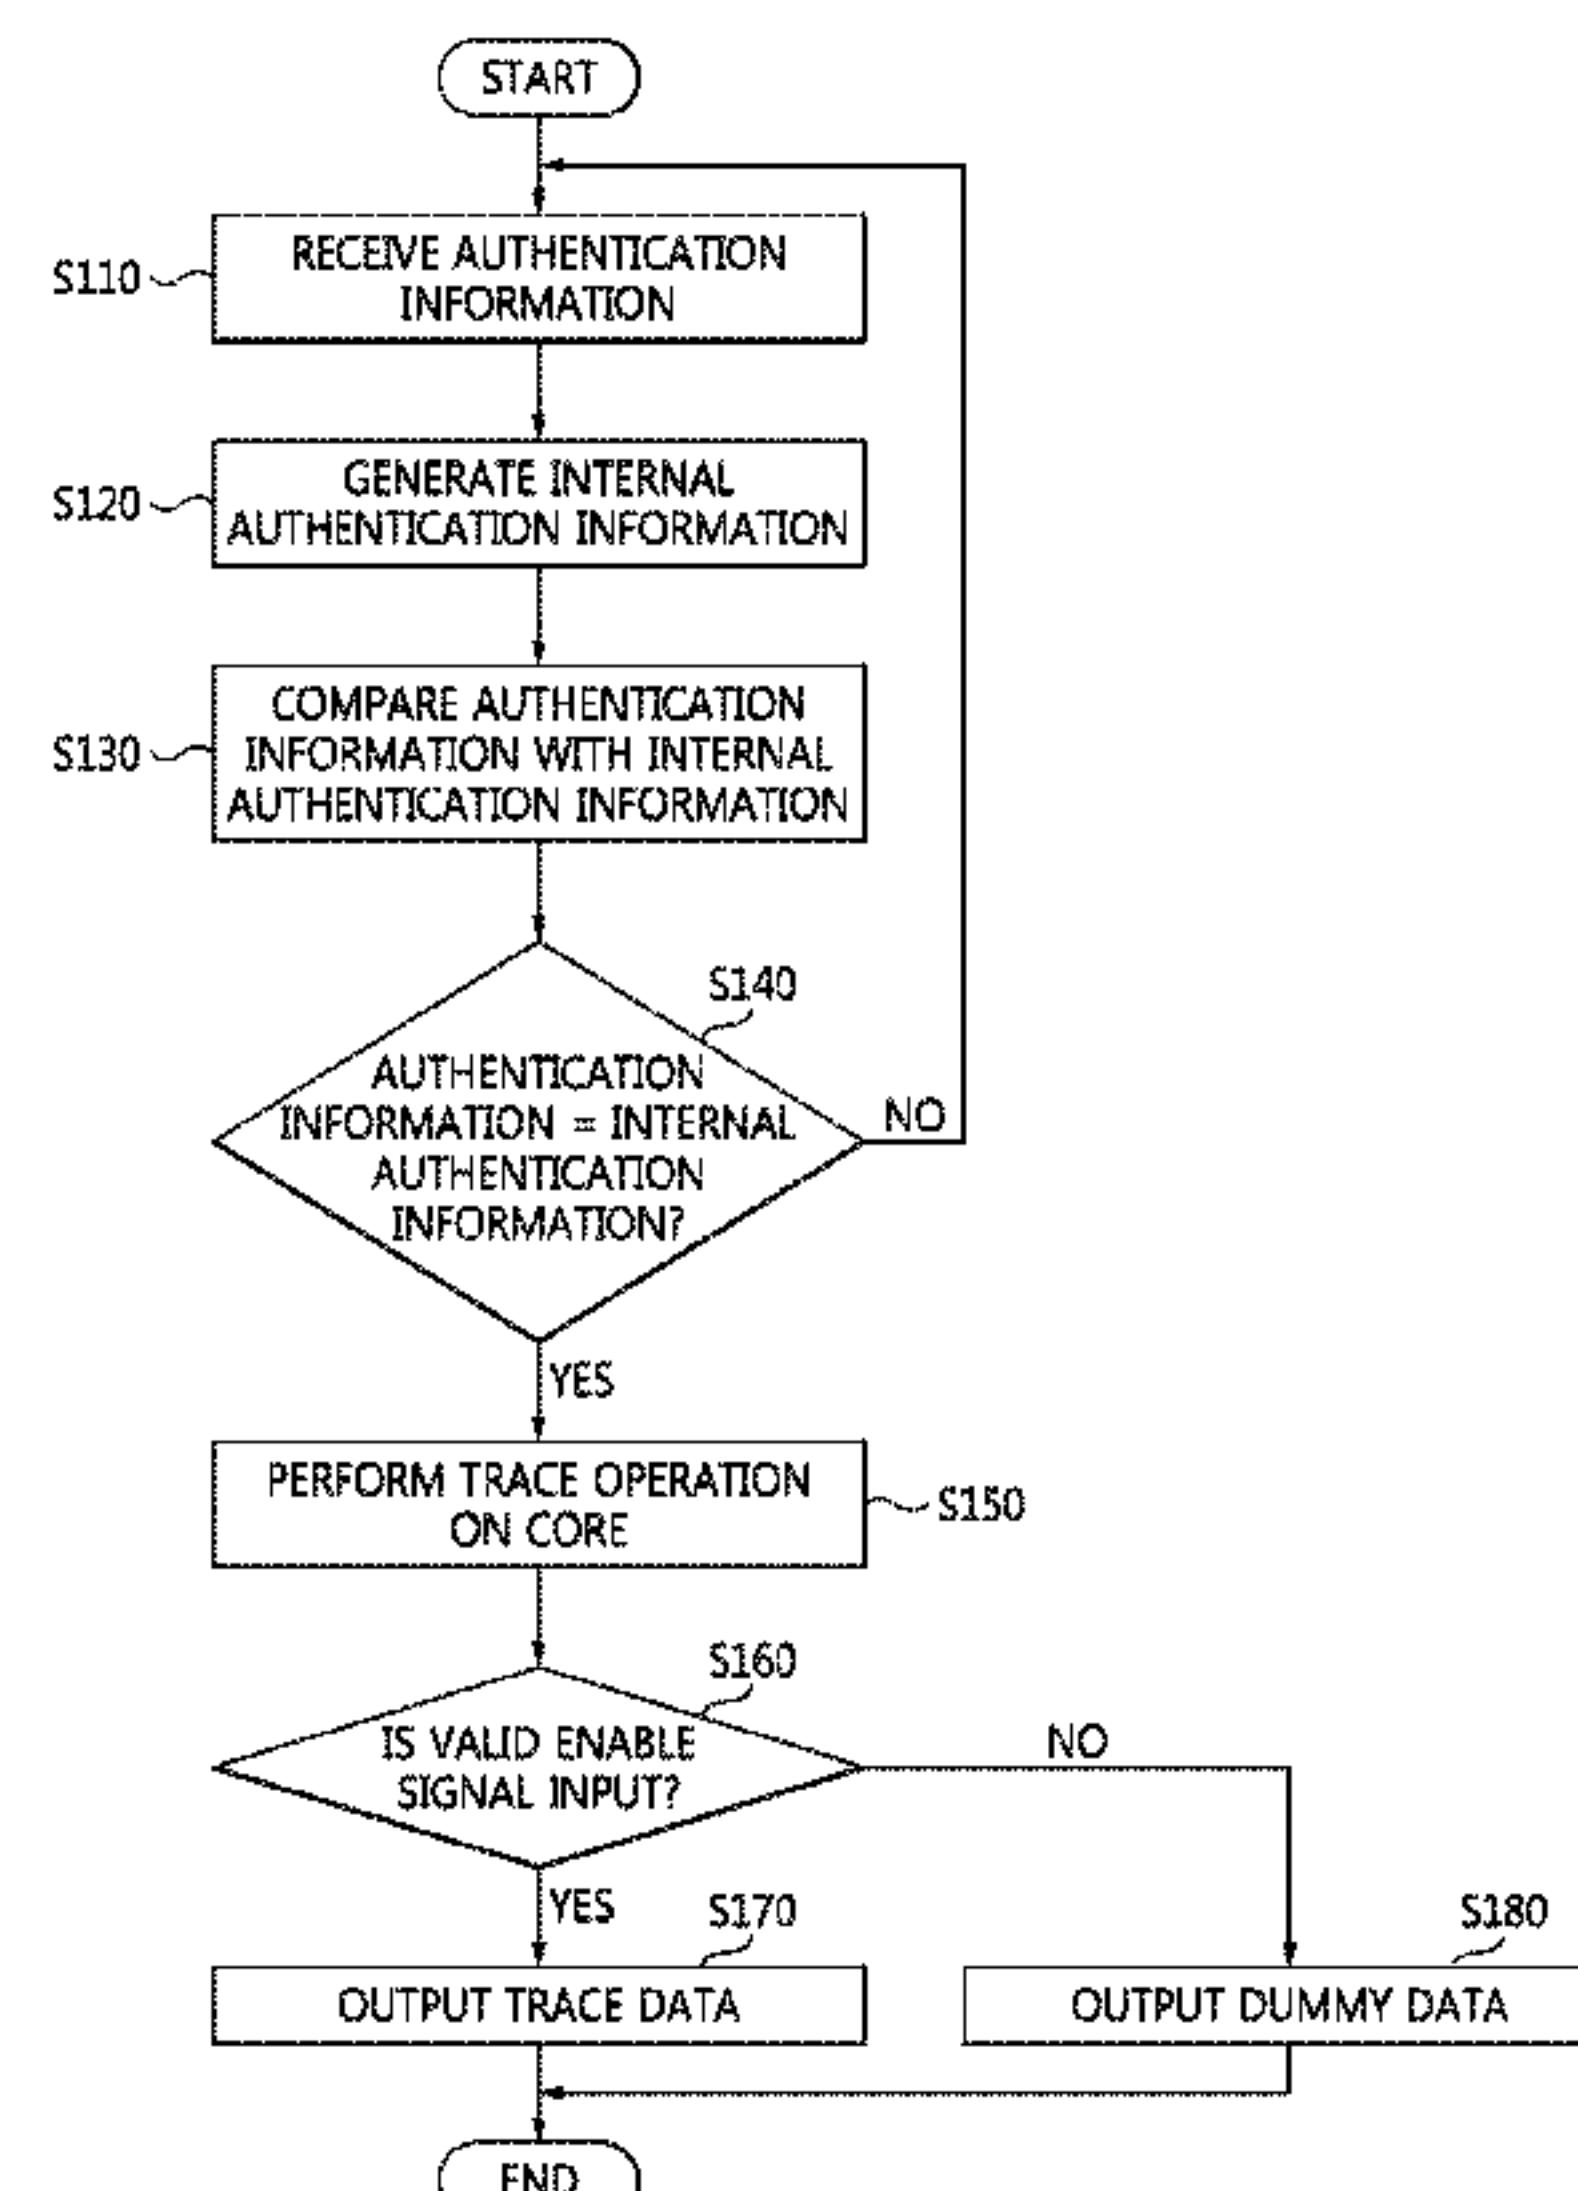 START
RECEIVE AUTHENTICATION
INFORMATION
S110
GENERATE INTERNAL
AUTHENTICATION INFORMATION
S120
COMPARE AUTHENTICATION
INFORMATION WITH INTERNAL
AUTHENTICATION INFORMATION
S130
S140
AUTHENTICATION
INFORMATION = INTERNAL
AUTHENTICATION
INFORMATION?
NO
YES
PERFORM TRACE OPERATION
ON CORE
S150
S160
IS VALID ENABLE
SIGNAL INPUT?
NO
YES
S170
S180
OUTPUT TRACE DATA
OUTPUT DUMMY DATA
END